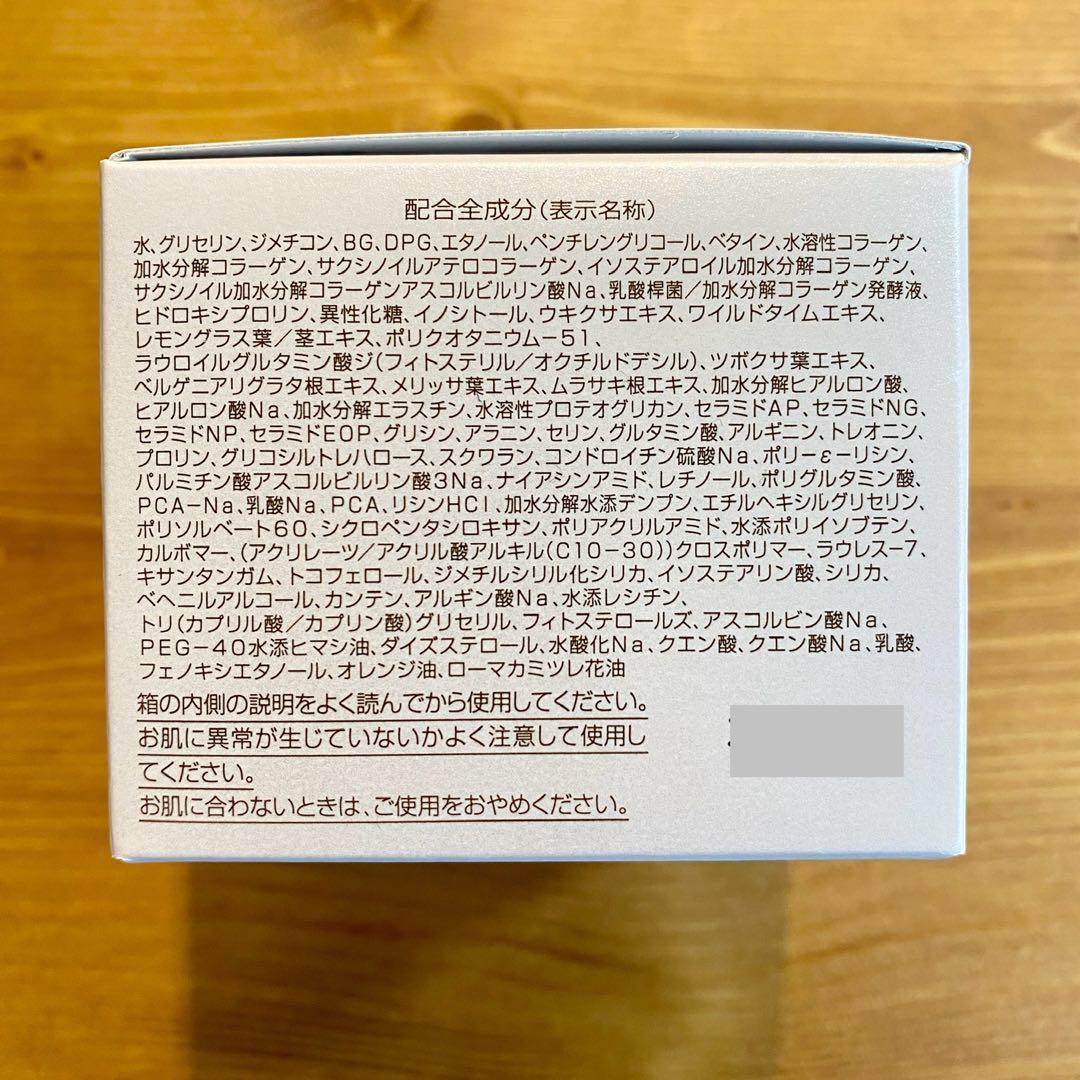 配合全成分(表示名称)
水、グリセリン、ジメチコン、BG、DPG、エタノール、ペンチレングリコール、ベタイン、水溶性コラーゲン、
加水分解コラーゲン、サクシノイルアテロコラーゲン、イソステアロイル加水分解コラーゲン、
サクシノイル加水分解コラーゲンアスコルビルリン酸Na、乳酸桿菌／加水分解コラーゲン発酵液、
ヒドロキシプロリン、異性化糖、イノシトール、ウキクサエキス、ワイルドタイムエキス、
レモングラス葉／茎エキス、ポリクオタニウム−51、
ラウロイルグルタミン酸ジ(フィトステリル／オクチルドデシル)、ツボクサ葉エキス、
ベルゲニアリグラタ根エキス、メリッサ葉エキス、ムラサキ根エキス、加水分解ヒアルロン酸、
ヒアルロン酸Na、加水分解エラスチン、水溶性プロテオグリカン、セラミドAP、セラミドNG、
セラミドNP、セラミドEOP、グリシン、アラニン、セリン、グルタミン酸、アルギニン、トレオニン、
プロリン、グリコシルトレハロース、スクワラン、コンドロイチン硫酸Na、ポリ−ε−リシン、
パルミチン酸アスコルビルリン酸3Na、ナイアシンアミド、レチノール、ポリグルタミン酸、
PCA−Na、乳酸Na、PCA、リシンHCl、加水分解水添デンプン、エチルヘキシルグリセリン、
ポリソルベート60、シクロペンタシロキサン、ポリアクリルアミド、水添ポリイソブテン、
カルボマー、(アクリレーツ／アクリル酸アルキル(C10−30))クロスポリマー、ラウレス−7、
キサンタンガム、トコフェロール、ジメチルシリル化シリカ、イソステアリン酸、シリカ、
ベヘニルアルコール、カンテン、アルギン酸Na、水添レシチン、
トリ(カプリル酸／カプリン酸)グリセリル、フィトステロールズ、アスコルビン酸Na、
PEG−40水添ヒマシ油、ダイズステロール、水酸化Na、クエン酸、クエン酸Na、乳酸、
フェノキシエタノール、オレンジ油、ローマカミツレ花油
箱の内側の説明をよく読んでから使用してください。
お肌に異常が生じていないかよく注意して使用し
てください。
お肌に合わないときは、ご使用をおやめください。